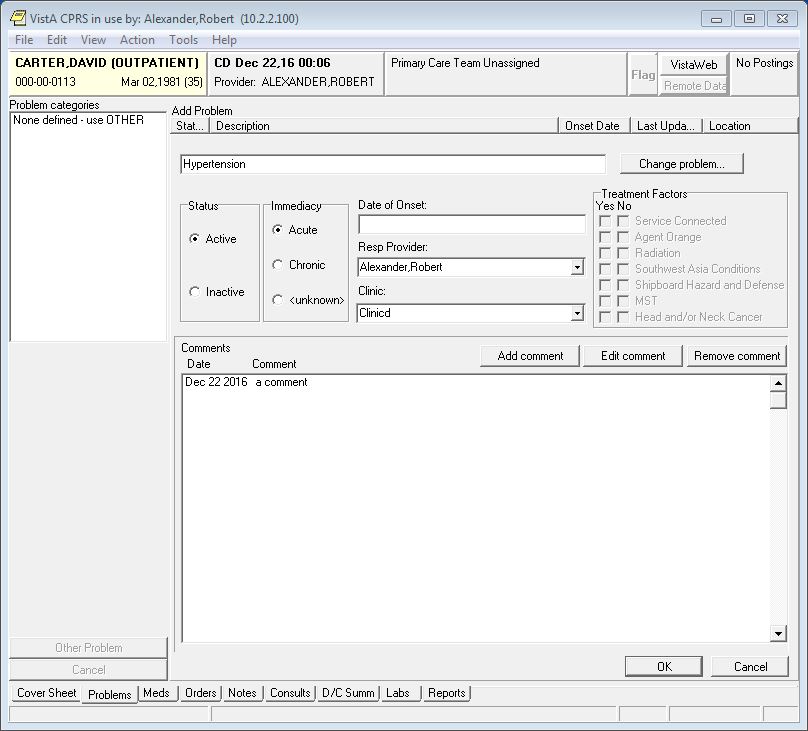 VistA CPRS in use by: Alexander,Robert (10.2.2.100)
File Edit View Action Tools Help
CARTER,DAVID (OUTPATIENT) CD Dec 22,16 00:06 Primary Care Team Unassigned Flag VistaWeb No Postings
000-00-0113 Mar 02,1981 (35) Provider: ALEXANDER,ROBERT Remote Data
Problem categories
None defined - use OTHER
Add Problem
Stat... Description Onset Date Last Upda... Location
Hypertension Change problem...
Status
Active
Inactive
Immediacy
Acute
Chronic
<unknown>
Date of Onset:
Resp Provider:
Alexander,Robert
Clinic:
Clinicd
Treatment Factors
Yes No
Service Connected
Agent Orange
Radiation
Southwest Asia Conditions
Shipboard Hazard and Defense
MST
Head and/or Neck Cancer
Comments
Date Comment
Add comment Edit comment Remove comment
Dec 22 2016 a comment
Other Problem
Cancel
OK Cancel
Cover Sheet Problems Meds Orders Notes Consults D/C Summ Labs Reports